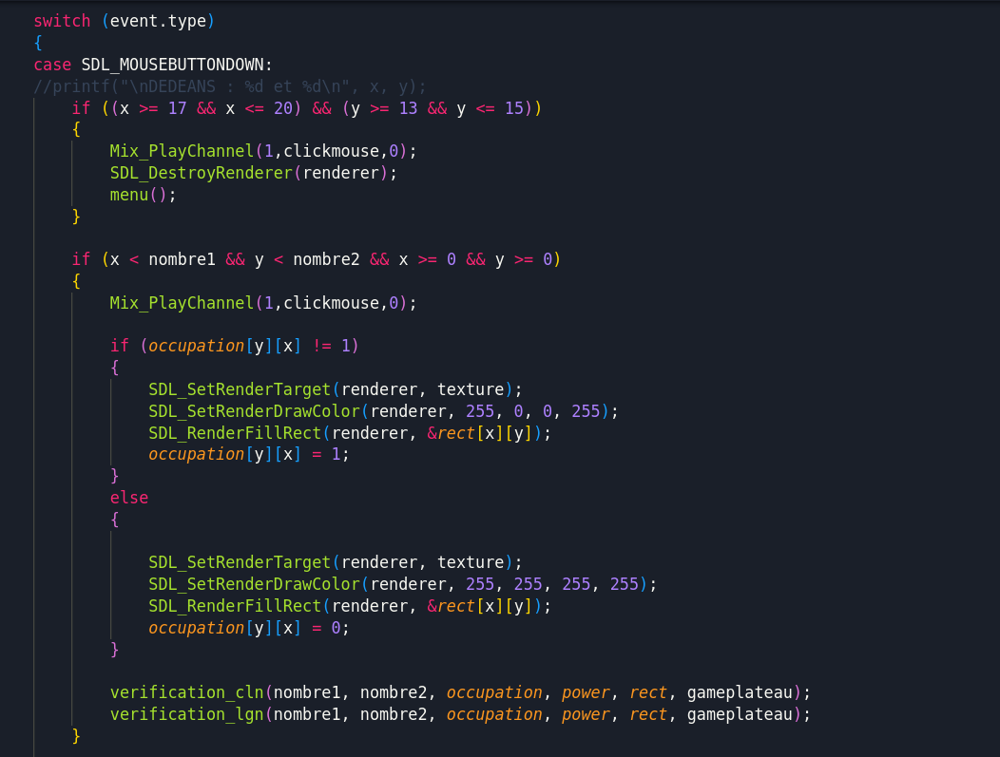 switch (event.type)
{
case SDL_MOUSEBUTTONDOWN:
//printf("\nDEDEANS : %d et %d\n", x, y);
    if ((x >= 17 && x <= 20) && (y >= 13 && y <= 15))
    {
        Mix_PlayChannel(1,clickmouse,0);
        SDL_DestroyRenderer(renderer);
        menu();
    }

    if (x < nombre1 && y < nombre2 && x >= 0 && y >= 0)
    {
        Mix_PlayChannel(1,clickmouse,0);

        if (occupation[y][x] != 1)
        {
            SDL_SetRenderTarget(renderer, texture);
            SDL_SetRenderDrawColor(renderer, 255, 0, 0, 255);
            SDL_RenderFillRect(renderer, &rect[x][y]);
            occupation[y][x] = 1;
        }
        else
        {

            SDL_SetRenderTarget(renderer, texture);
            SDL_SetRenderDrawColor(renderer, 255, 255, 255, 255);
            SDL_RenderFillRect(renderer, &rect[x][y]);
            occupation[y][x] = 0;
        }

        verification_cln(nombre1, nombre2, occupation, power, rect, gameplateau);
        verification_lgn(nombre1, nombre2, occupation, power, rect, gameplateau);
    }